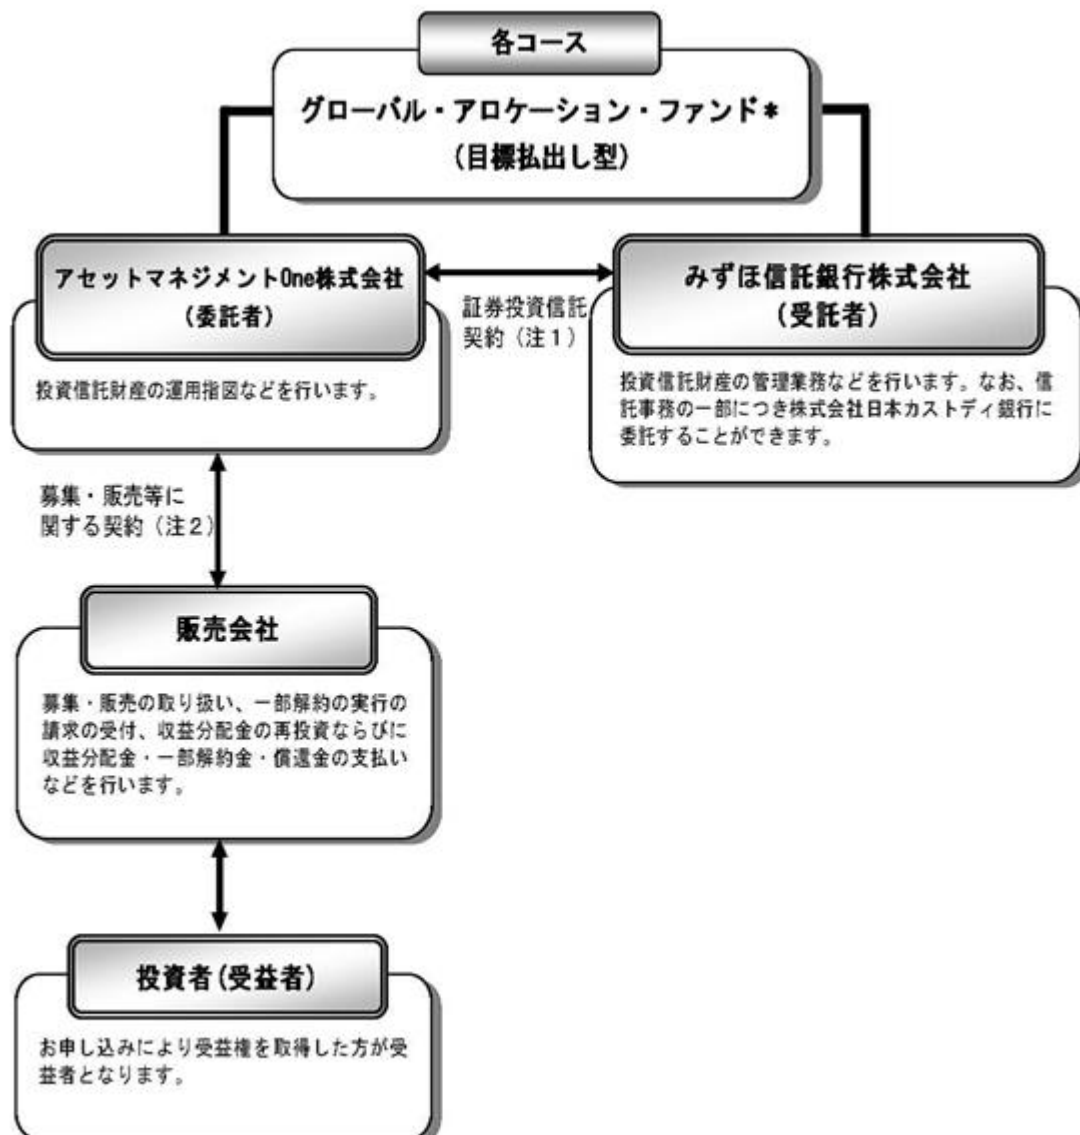 各コース
グローバル・アロケーション・ファンド*
(目標払出し型)
アセットマネジメントOne株式会社
(委託者)
投資信託財産の運用指図などを行います。
証券投資信託
契約(注1)
みずほ信託銀行株式会社
(受託者)
投資信託財産の管理業務などを行います。なお、信
託事務の一部につき株式会社日本カストディ銀行に
委託することができます。
募集・販売等に
関する契約(注2)
販売会社
募集・販売の取り扱い、一部解約の実行の
請求の受付、収益分配金の再投資ならびに
収益分配金・一部解約金・償還金の支払い
などを行います。
投資者(受益者)
お申し込みにより受益権を取得した方が受
益者となります。